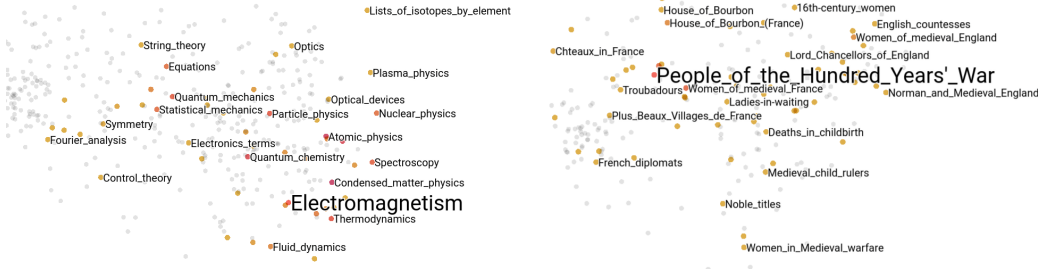 Lists_of_isotopes_by_element
String_theory
Optics
Equations
Plasma_physics
Quantum_mechanics
Optical_devices
Statistical_mechanics
Particle_physics
Nuclear_physics
Symmetry
Fourier_analysis
Atomic_physics
Electronics_terms
Quantum_chemistry
Spectroscopy
Control_theory
Condensed_matter_physics
Electromagnetism
Thermodynamics
Fluid_dynamics
House_of_Bourbon
16th-century_women
House_of_Bourbon_(France)
English_countesses
Women_of_medieval_England
Chteaux_in_France
Lord_Chancellors_of_England
People_of_the_Hundred_Years'_War
Troubadours
Women_of_medieval_France
Norman_and_Medieval_England
Ladies-in-waiting
Plus_Beaux_Villages_de_France
Deaths_in_childbirth
French_diplomats
Medieval_child_rulers
Noble_titles
Women_in_Medieval_warfare